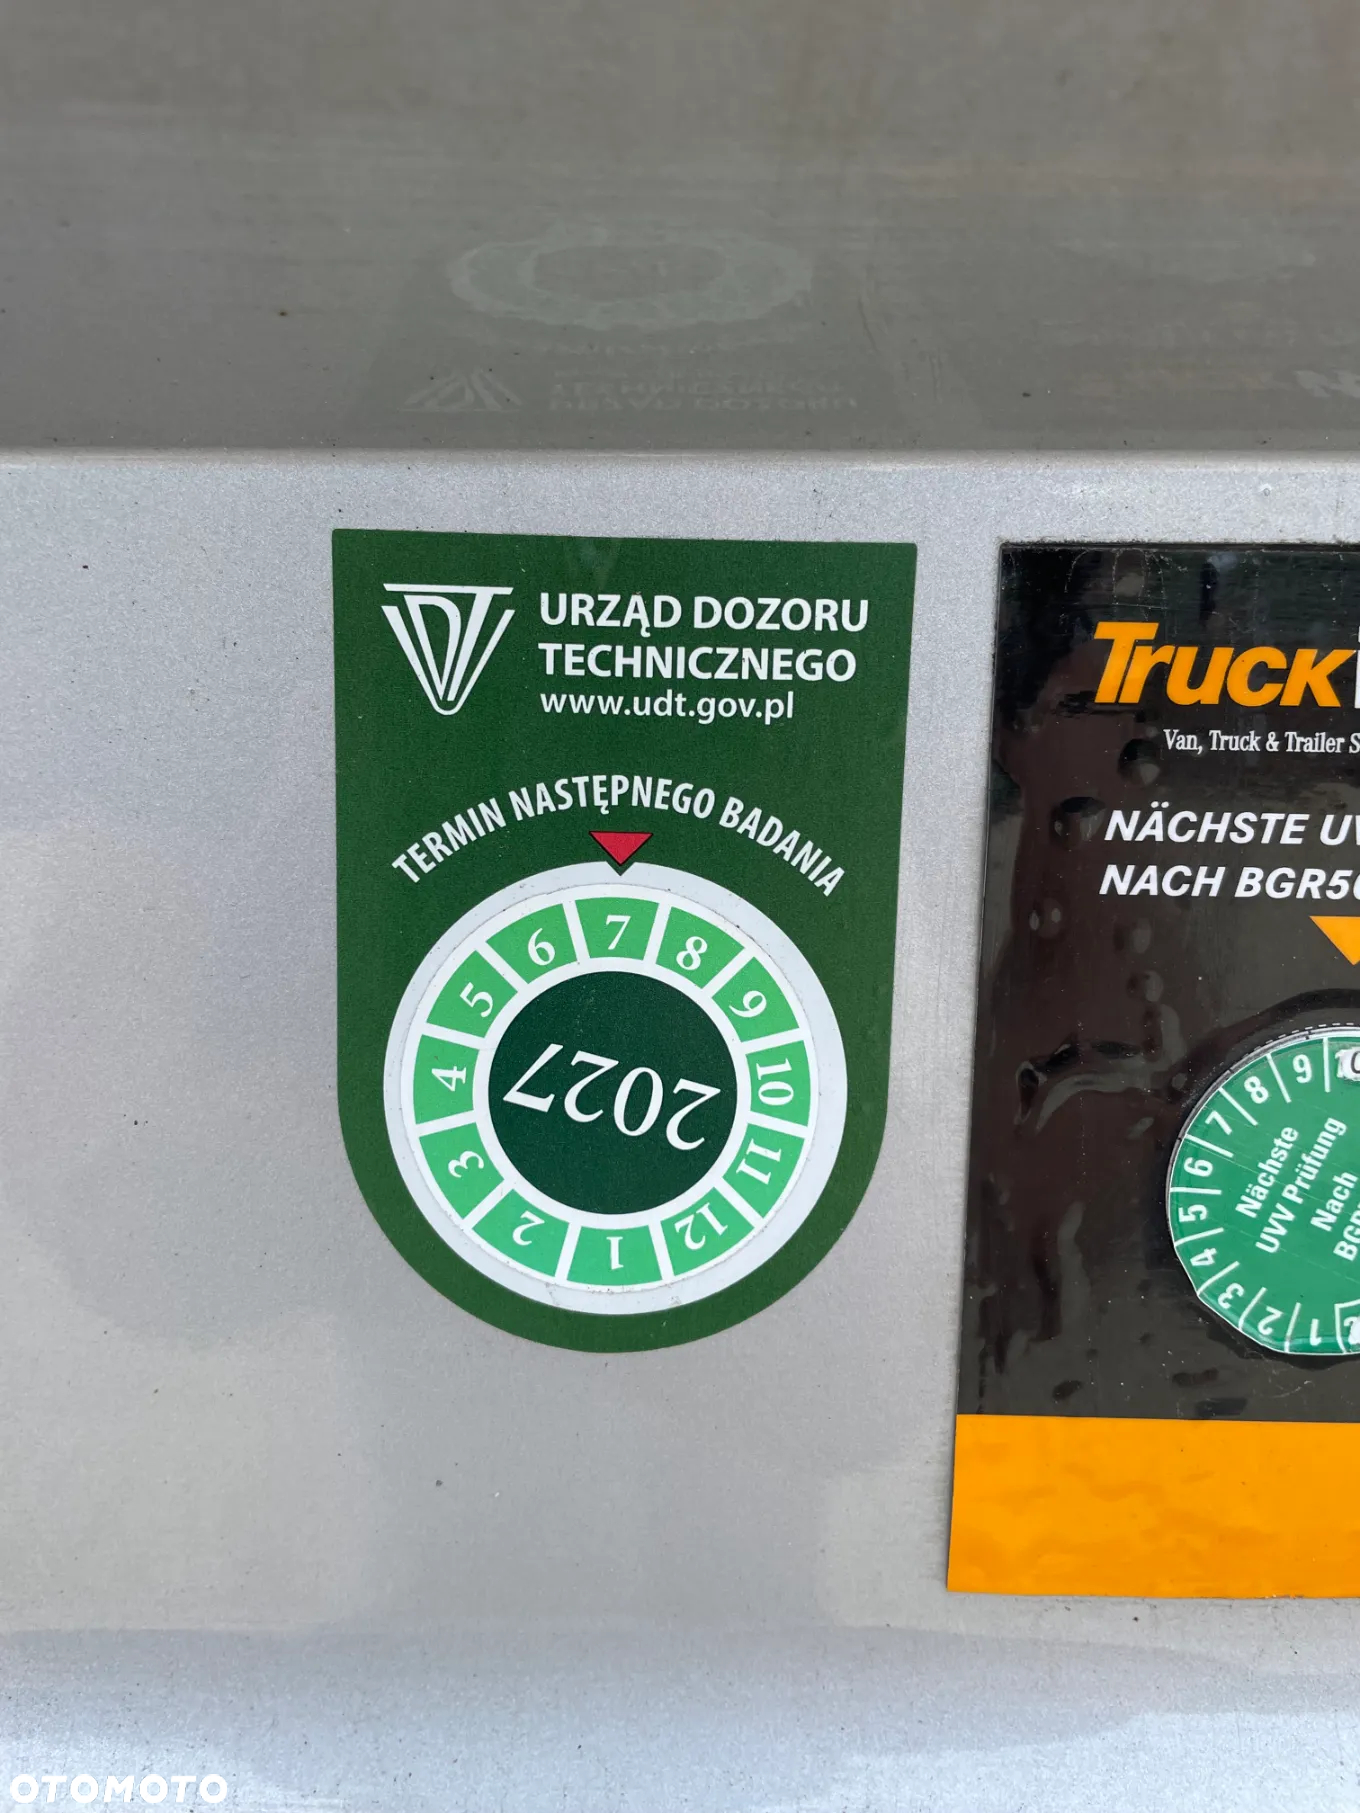 URZĄD DOZORU
TECHNICZNEGO
www.udt.gov.pl
TERMIN NASTĘPNEGO BADANIA
1 2 3 4 5 6 7 8 9 10 11 12
2027
TRUCK
Van, Truck & Trailer
NÄCHSTE
NACH
1 2 3 4 5 6 7 8 9
Nächste
UVV Prüfung
Nach
OTOMOTO